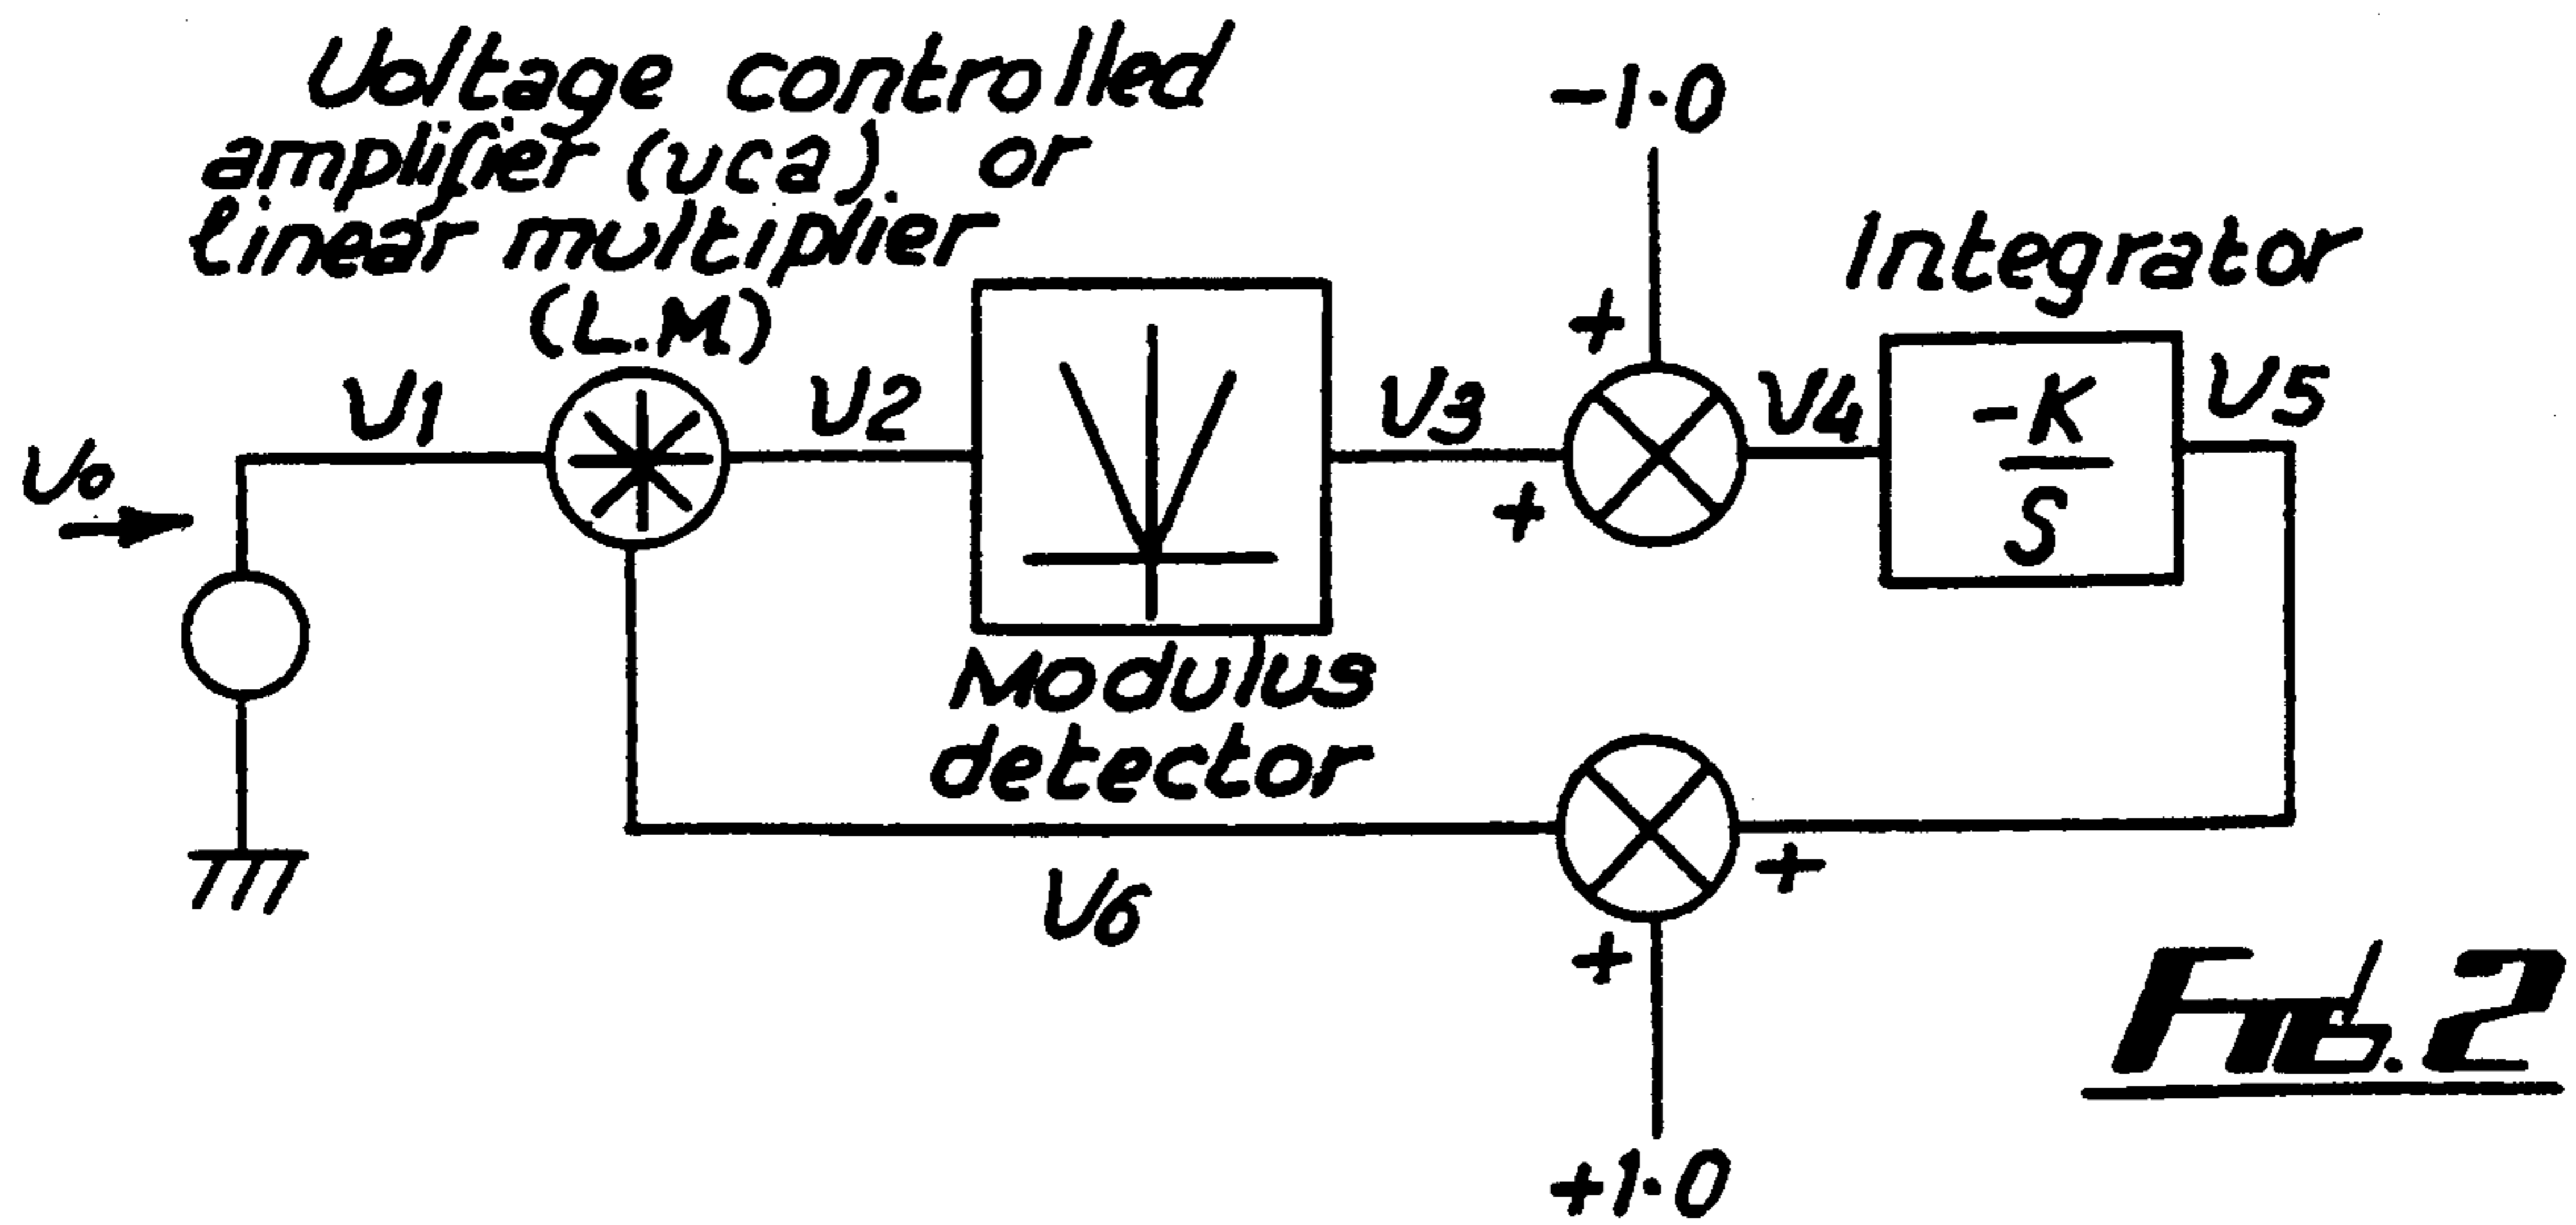 Voltage controlled
amplifier (vca). or
linear multiplier
(L.M)
-1.0
Integrator
+
V1
V2
V3
V4
-K
S
V5
Vo
+
Modulus
detector
V6
+
+
+1.0
FIG. 2